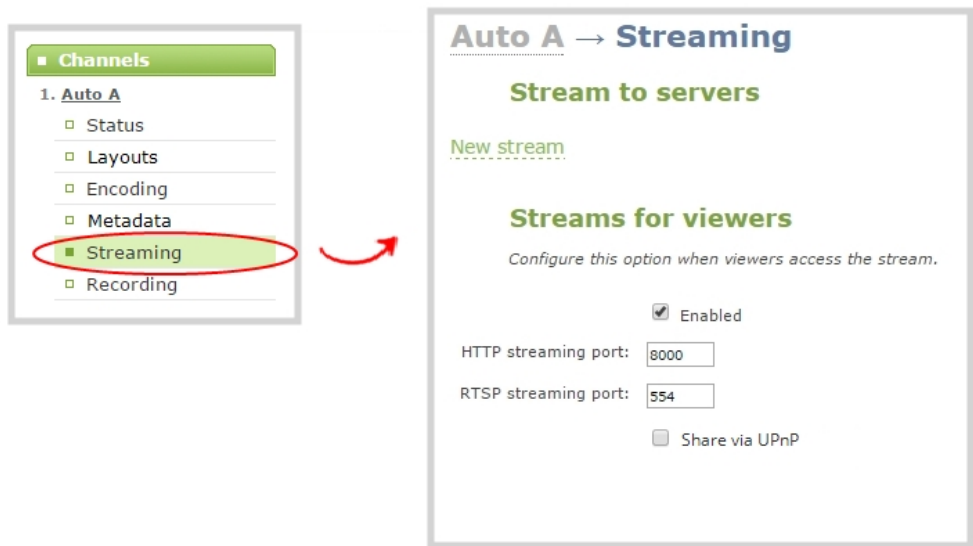 Channels
1. Auto A
Status
Layouts
Encoding
Metadata
Streaming
Recording
Auto A → Streaming
Stream to servers
New stream
Streams for viewers
Configure this option when viewers access the stream.
Enabled
HTTP streaming port: 8000
RTSP streaming port: 554
Share via UPnP